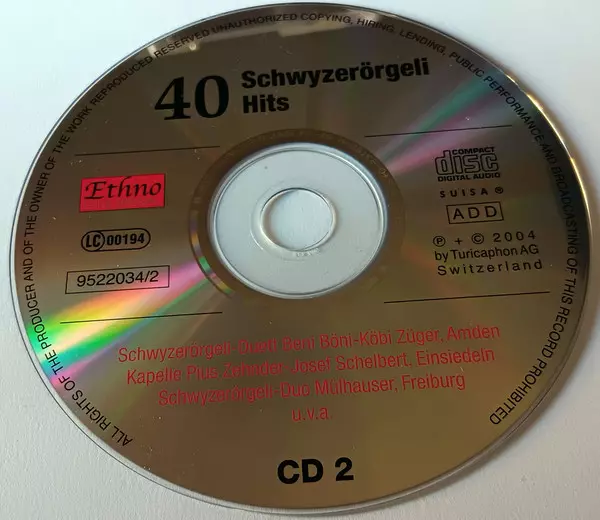 ALL RIGHTS OF THE PRODUCER AND OF THE OWNER OF THE WORK REPRODUCED RESERVED UNAUTHORIZED COPYING, HIRING, LENDING, PUBLIC PERFORMANCE AND BROADCASTING OF THIS RECORD PROHIBITED
40 Schwyzerörgeli
Hits
Ethno
LC 00194
9522034/2
COMPACT
disc
DIGITAL AUDIO
SUISA ®
ADD
℗ + © 2004
by Turicaphon AG
Switzerland
Schwyzerörgeli-Duett Beni Böni-Köbi Züger, Amden
Kapelle Pius Zehnder-Josef Schelbert, Einsiedeln
Schwyzerörgeli-Duo Mülhauser, Freiburg
u.v.a.
CD 2